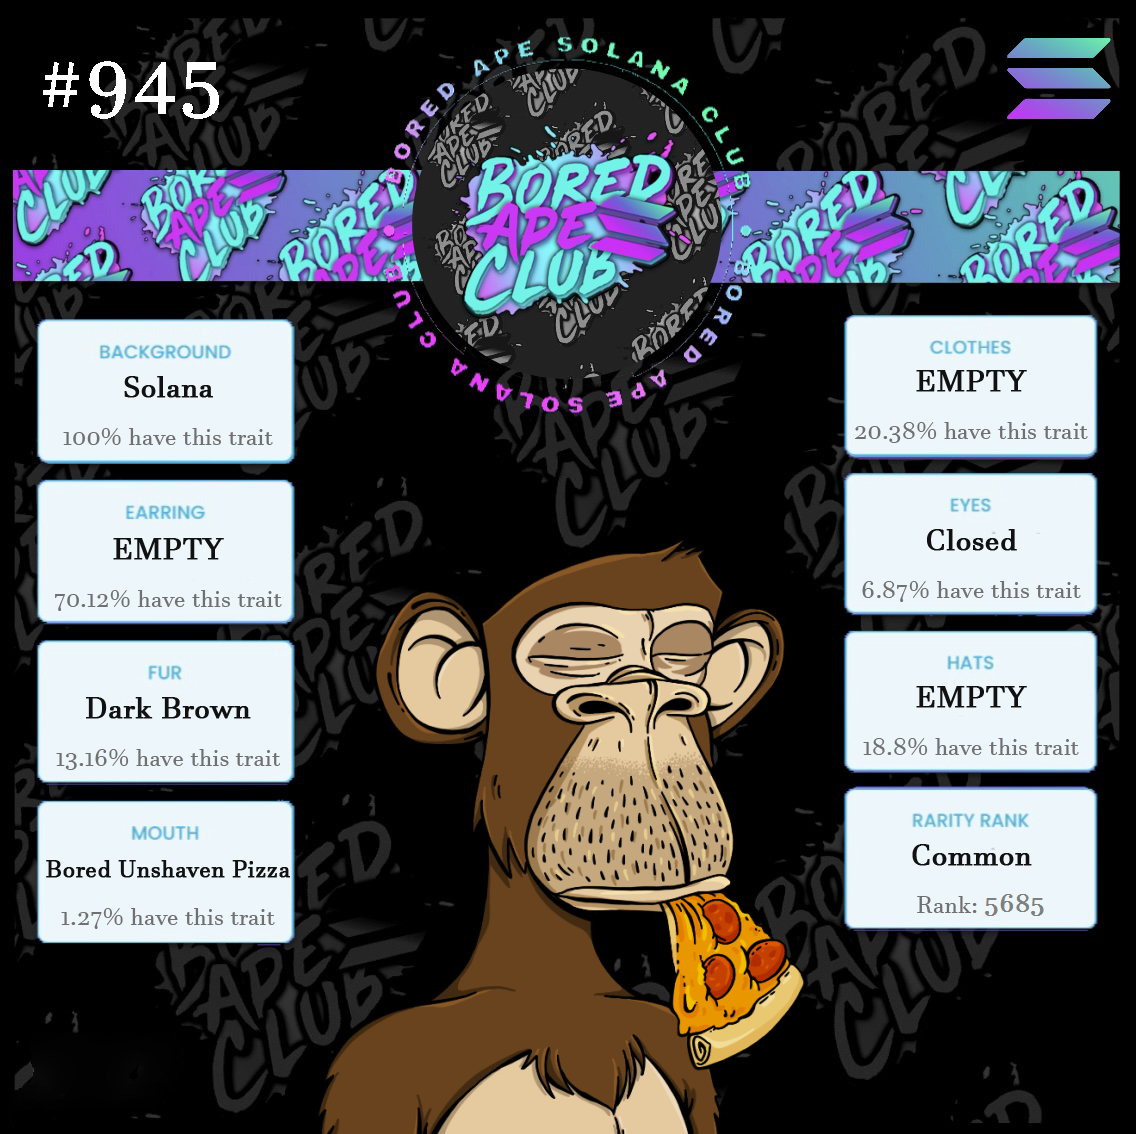 #945
BORED APE SOLANA CLUB
BORED APE SOLANA CLUB
BORED
APE
CLUB
BACKGROUND
Solana
100% have this trait
EARRING
EMPTY
70.12% have this trait
FUR
Dark Brown
13.16% have this trait
MOUTH
Bored Unshaven Pizza
1.27% have this trait
CLOTHES
EMPTY
20.38% have this trait
EYES
Closed
6.87% have this trait
HATS
EMPTY
18.8% have this trait
RARITY RANK
Common
Rank: 5685